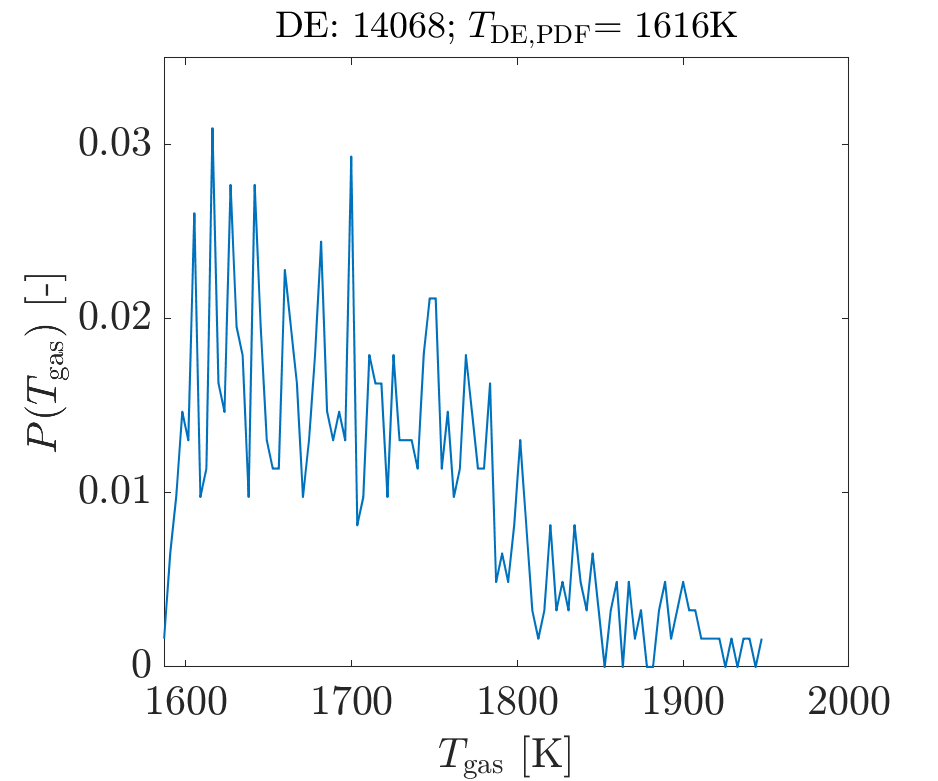 DE: 14068; T_DE,PDF= 1616K
0.03
0.02
0.01
0
P(T_gas) [-]
1600 1700 1800 1900 2000
T_gas [K]